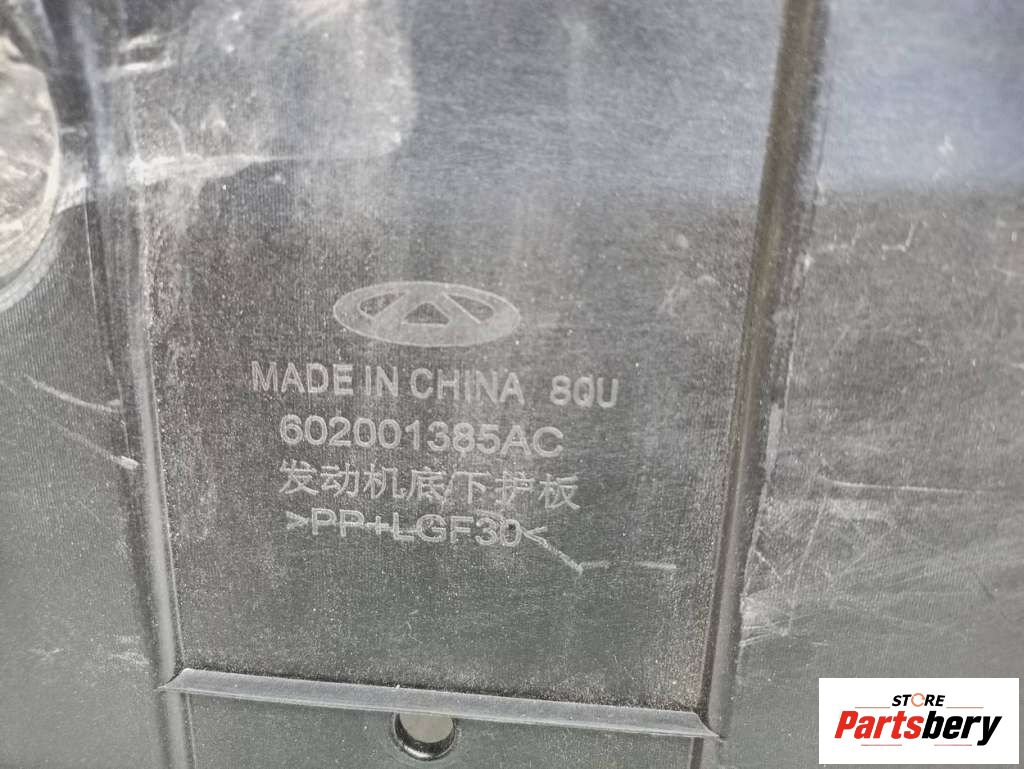 MADE IN CHINA 8QU
602001385AC
发动机底/下护板
>PP+LGF30<
STORE
Partsbery